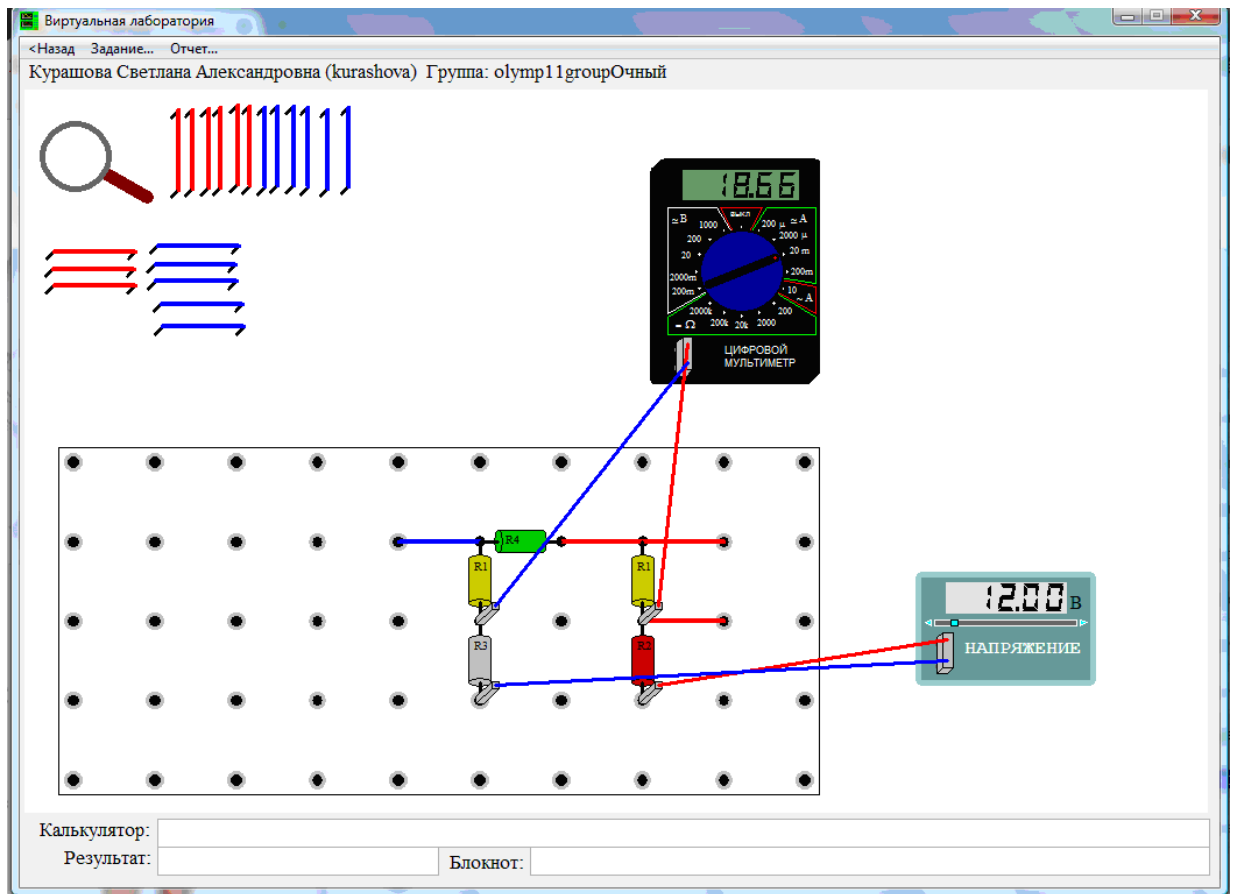 Виртуальная лаборатория
<Назад Задание... Отчет...
Курашова Светлана Александровна (kurashova) Группа: olymp11groupОчный
18.66
≃ В 1000 выкл 200 μ ≃ А
200 2000 μ
20 20 m
2000m 200m
200m 10 ~ А
2000k 200
= Ω 200k 20k 2000
ЦИФРОВОЙ
МУЛЬТИМЕТР
R4
R1 R1
12.00 В
R3 R2
НАПРЯЖЕНИЕ
Калькулятор:
Результат: Блокнот: